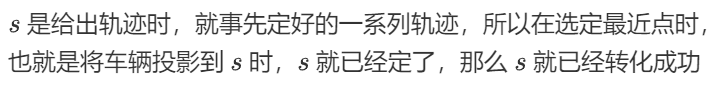 s 是给出轨迹时，就事先定好的一系列轨迹，所以在选定最近点时，
也就是将车辆投影到 s 时，s 就已经定了，那么 s 就已经转化成功